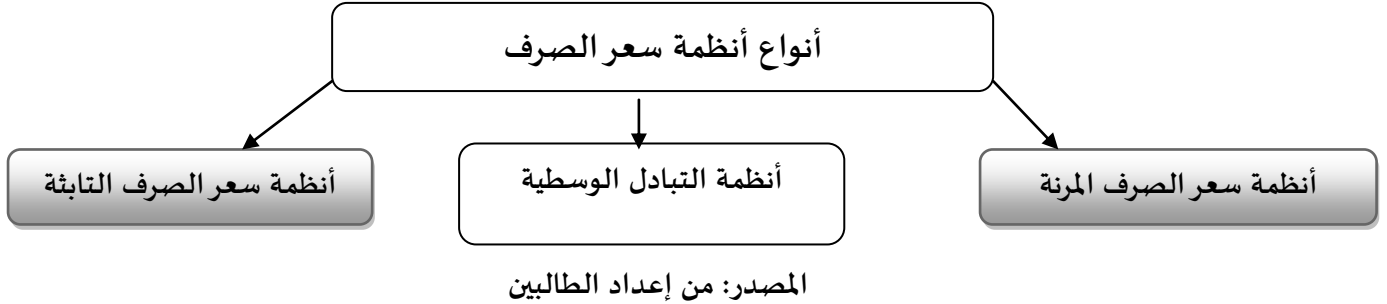 أنواع أنظمة سعر الصرف
أنظمة سعر الصرف المرنة
أنظمة التبادل الوسطية
أنظمة سعر الصرف التابثة
المصدر: من إعداد الطالبين